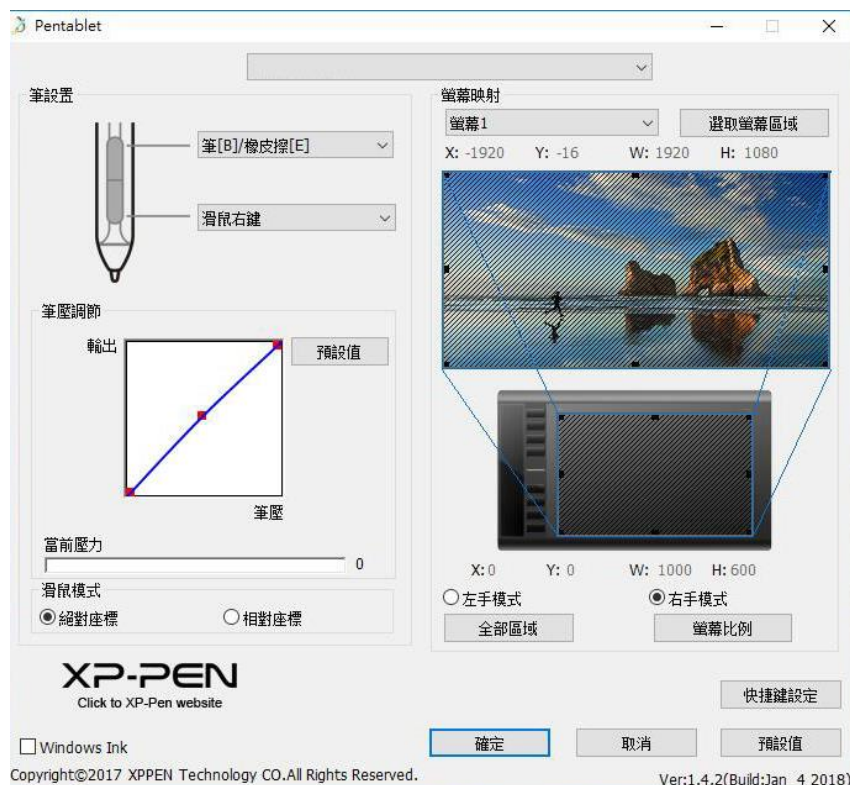 Pentablet
筆設置
筆[B]/橡皮擦[E]
滑鼠右鍵
筆壓調節
輸出
預設值
筆壓
當前壓力
0
滑鼠模式
絕對座標
相對座標
螢幕映射
螢幕1
選取螢幕區域
X: -1920 Y: -16 W: 1920 H: 1080
X: 0 Y: 0 W: 1000 H: 600
左手模式
右手模式
全部區域
螢幕比例
XP-PEN
Click to XP-Pen website
快捷鍵設定
Windows Ink
確定
取消
預設值
Copyright©2017 XPPEN Technology CO.All Rights Reserved.
Ver:1.4.2(Build:Jan 4 2018)